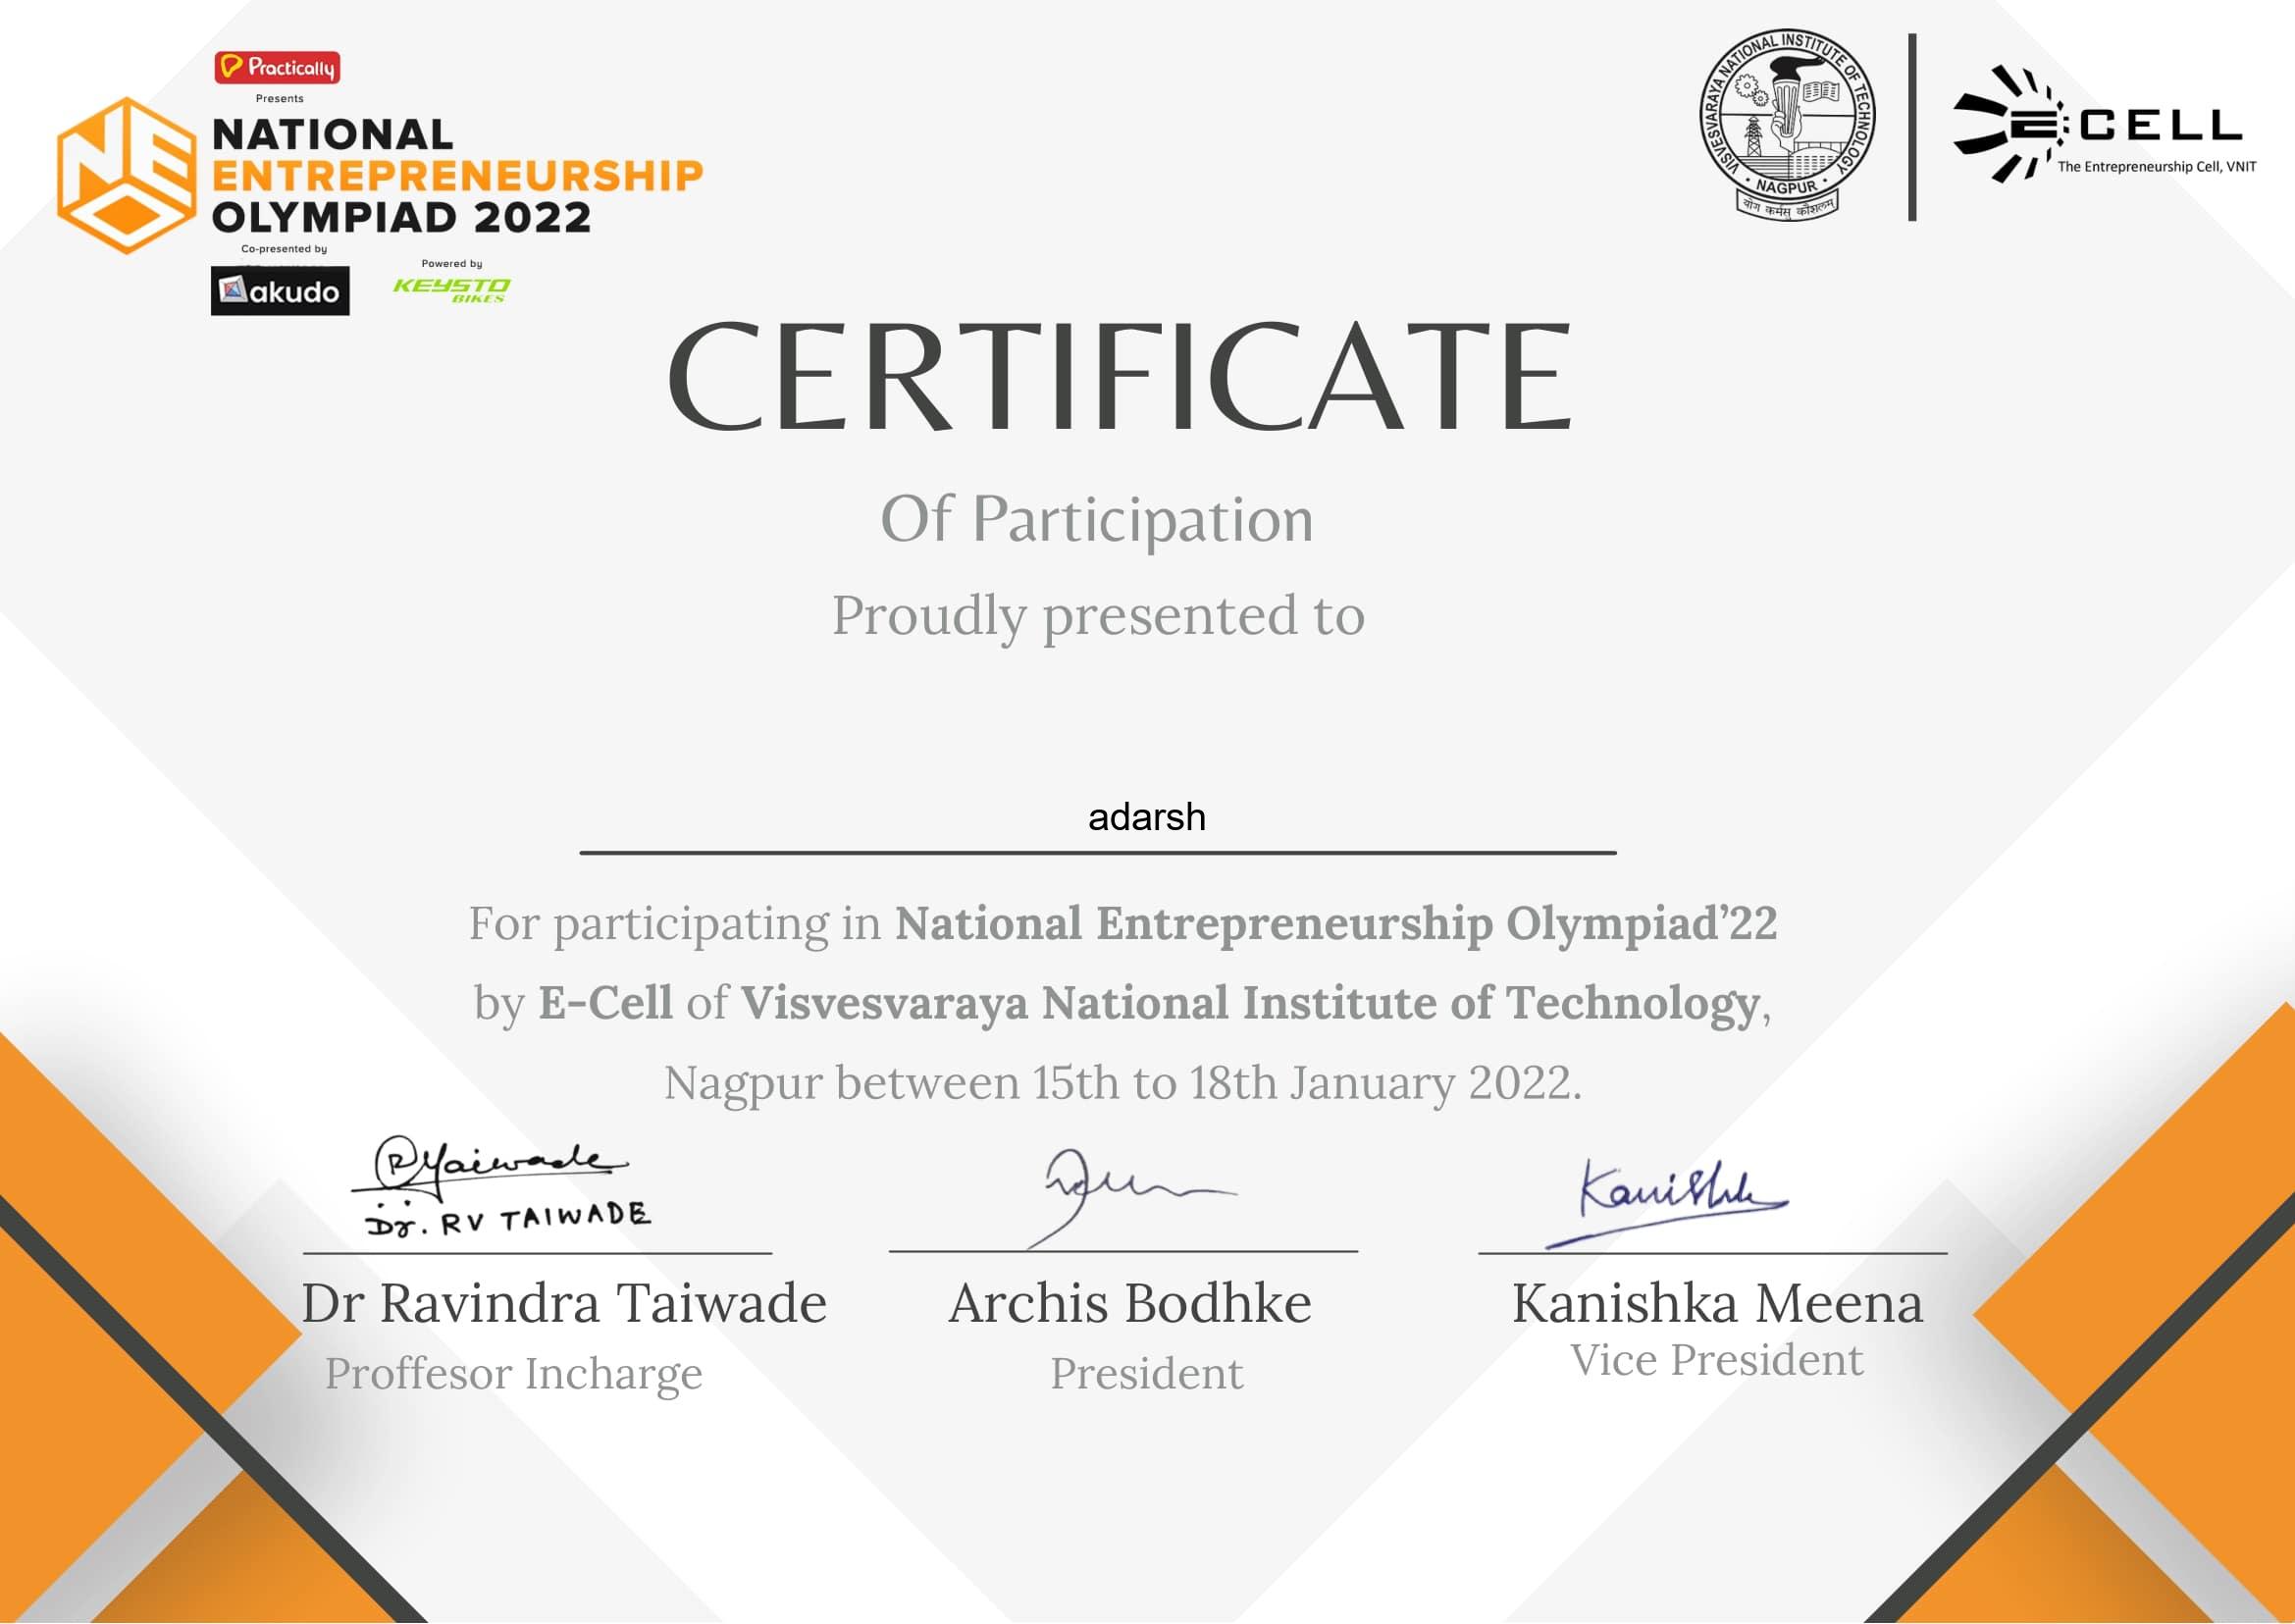 Practically
Presents
NATIONAL
ENTREPRENEURSHIP
OLYMPIAD 2022
Co-presented by
akudo
Powered by
KEYSTO
BIKES
NEO
VISVESVARAYA NATIONAL INSTITUTE OF TECHNOLOGY
• NAGPUR •
योग कर्मसु कौशलम्
E-CELL
The Entrepreneurship Cell, VNIT
CERTIFICATE
Of Participation
Proudly presented to
adarsh
For participating in National Entrepreneurship Olympiad’22
by E-Cell of Visvesvaraya National Institute of Technology,
Nagpur between 15th to 18th January 2022.
RVTaiwade
Dr. RV TAIWADE
Kanishka
Dr Ravindra Taiwade
Archis Bodhke
Kanishka Meena
Proffesor Incharge
President
Vice President